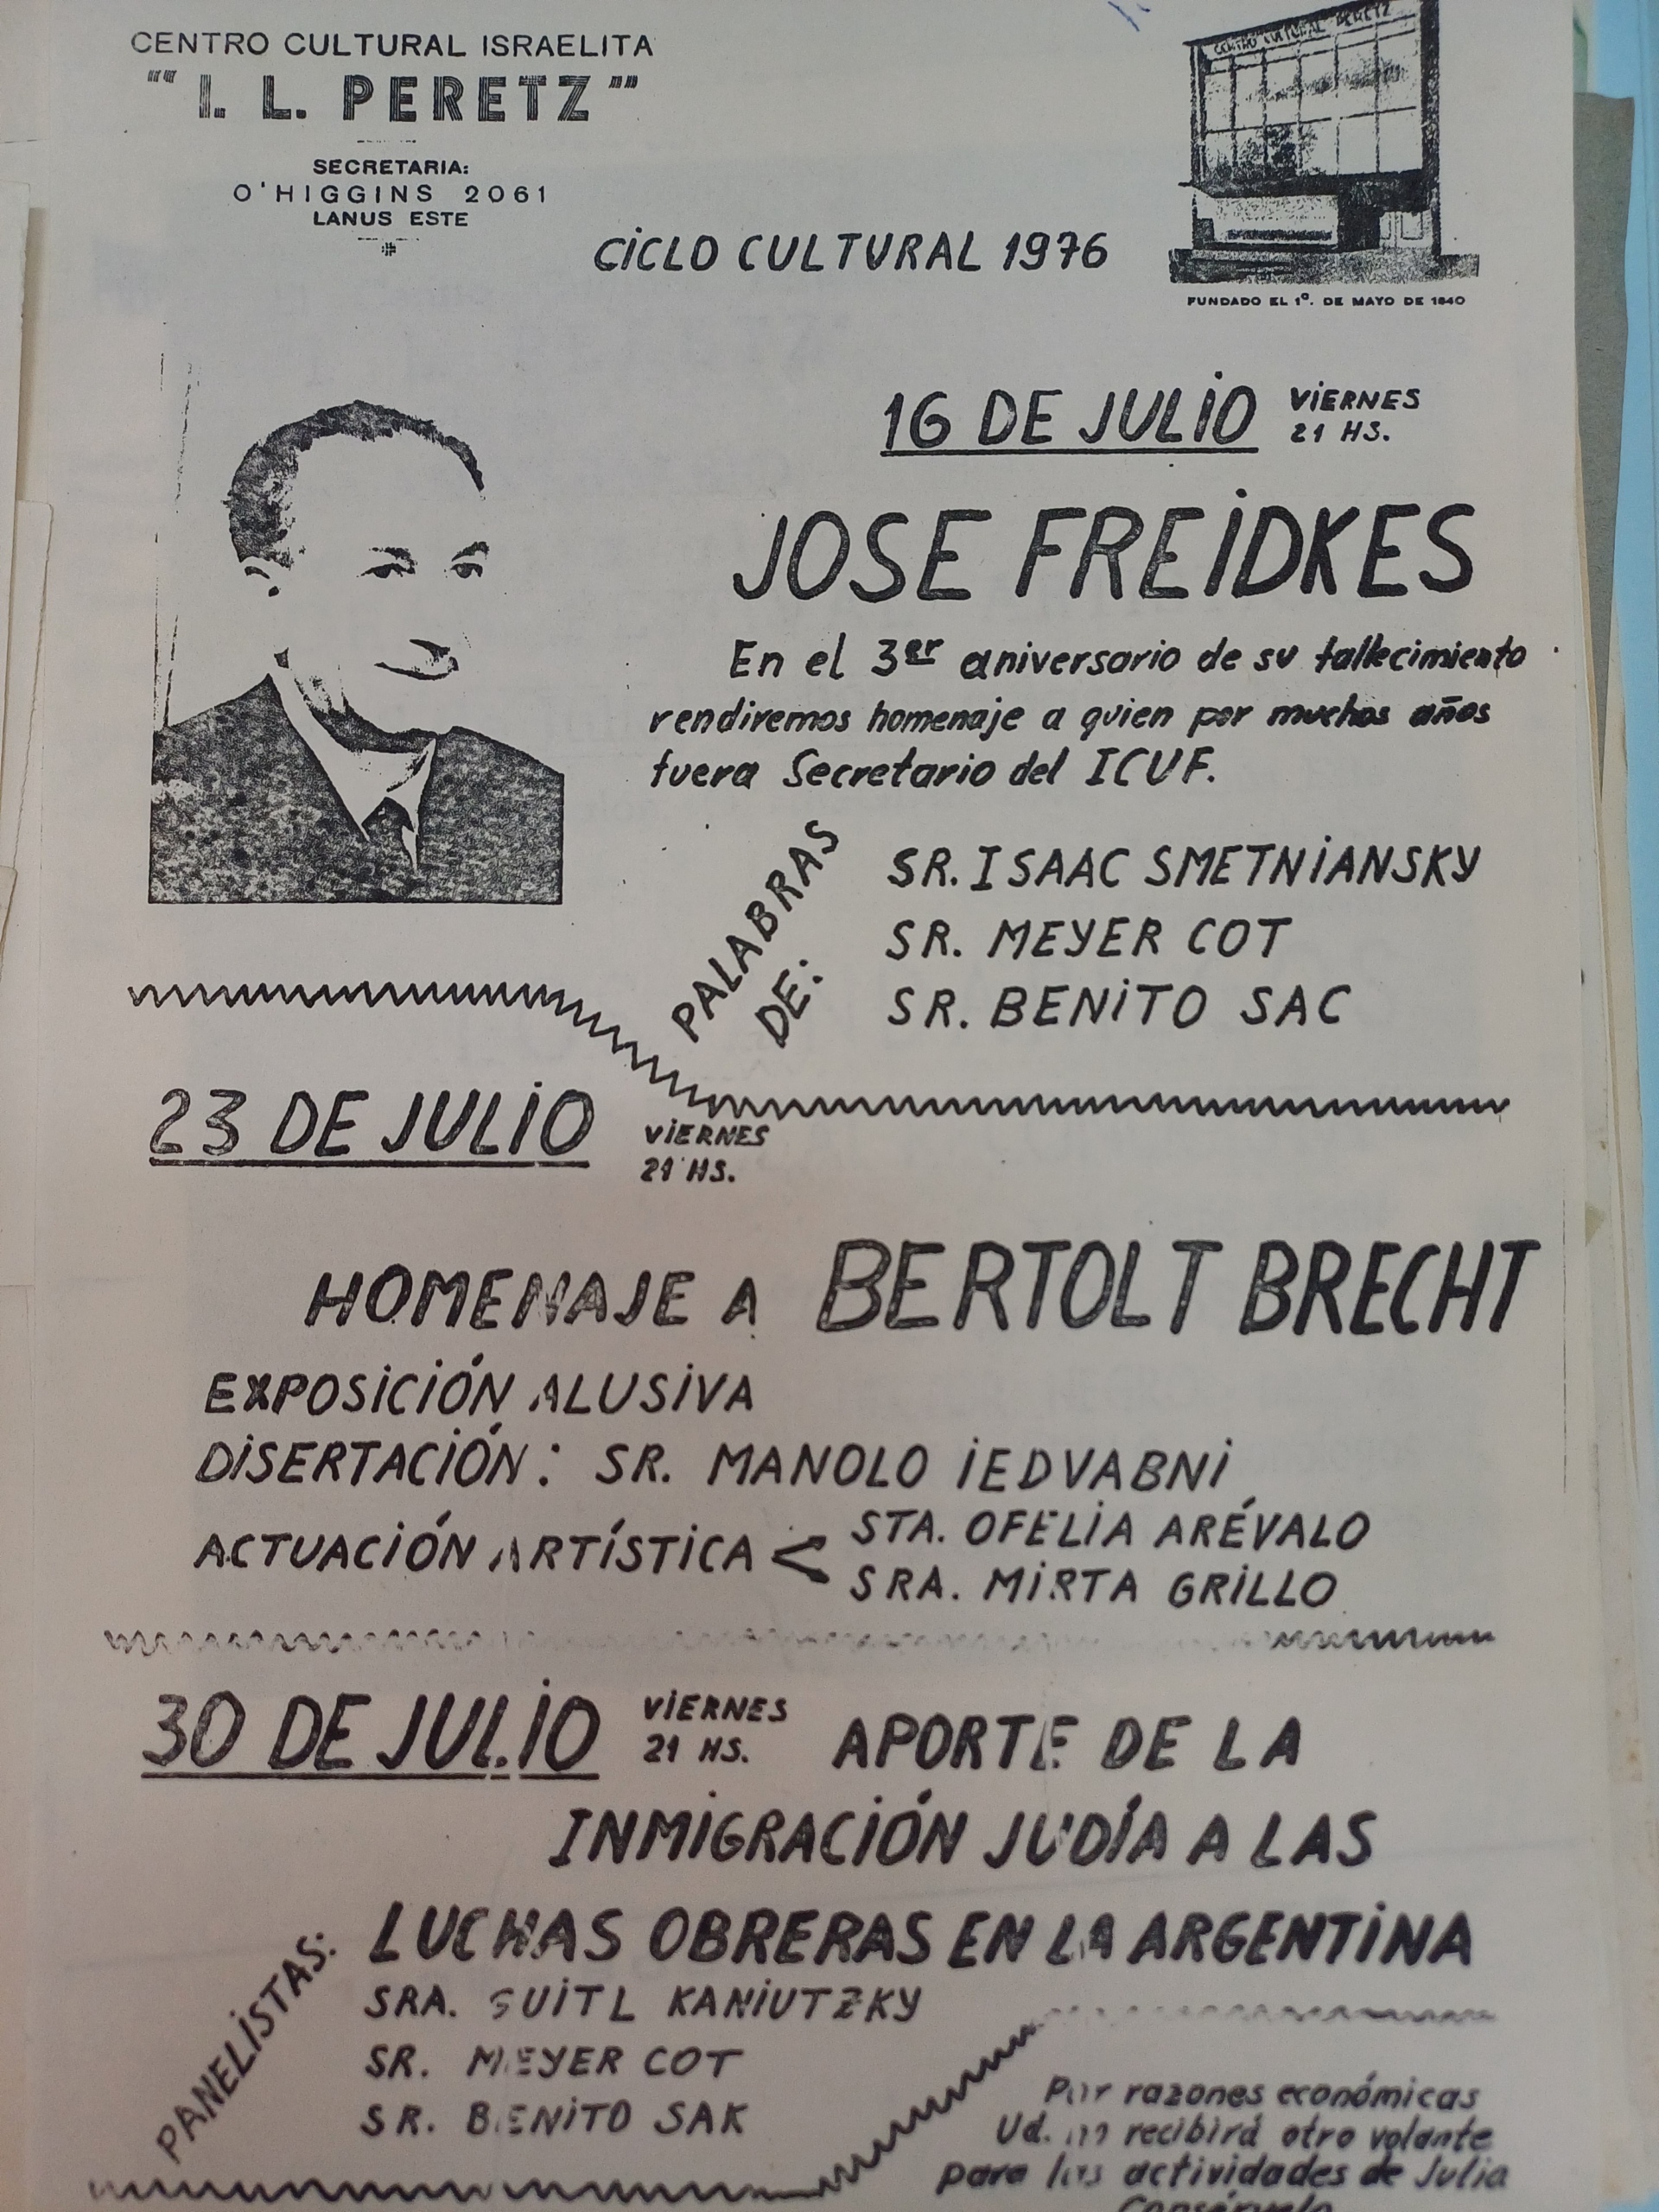 CENTRO CULTURAL ISRAELITA
"I. L. PERETZ"
SECRETARIA:
O'HIGGINS 2061
LANUS ESTE
CENTRO CULTURAL PERETZ
FUNDADO EL 1º. DE MAYO DE 1940
CICLO CULTURAL 1976
16 DE JULIO VIERNES
21 HS.
JOSE FREIDKES
En el 3er aniversario de su fallecimiento
rendiremos homenaje a quien por muchos años
fuera Secretario del ICUF.
PALABRAS
DE:
SR. ISAAC SMETNIANSKY
SR. MEYER COT
SR. BENITO SAC
23 DE JULIO VIERNES
21 HS.
HOMENAJE A BERTOLT BRECHT
EXPOSICIÓN ALUSIVA
DISERTACIÓN: SR. MANOLO IEDVABNI
ACTUACIÓN ARTÍSTICA < STA. OFELIA ARÉVALO
SRA. MIRTA GRILLO
30 DE JULIO VIERNES
21 HS.
APORTE DE LA
INMIGRACIÓN JUDÍA A LAS
LUCHAS OBRERAS EN LA ARGENTINA
PANELISTAS:
SRA. GUITL KANIUTZKY
SR. MEYER COT
SR. BENITO SAK
Por razones económicas
Ud. no recibirá otro volante
para las actividades de Julio
Consérvelo